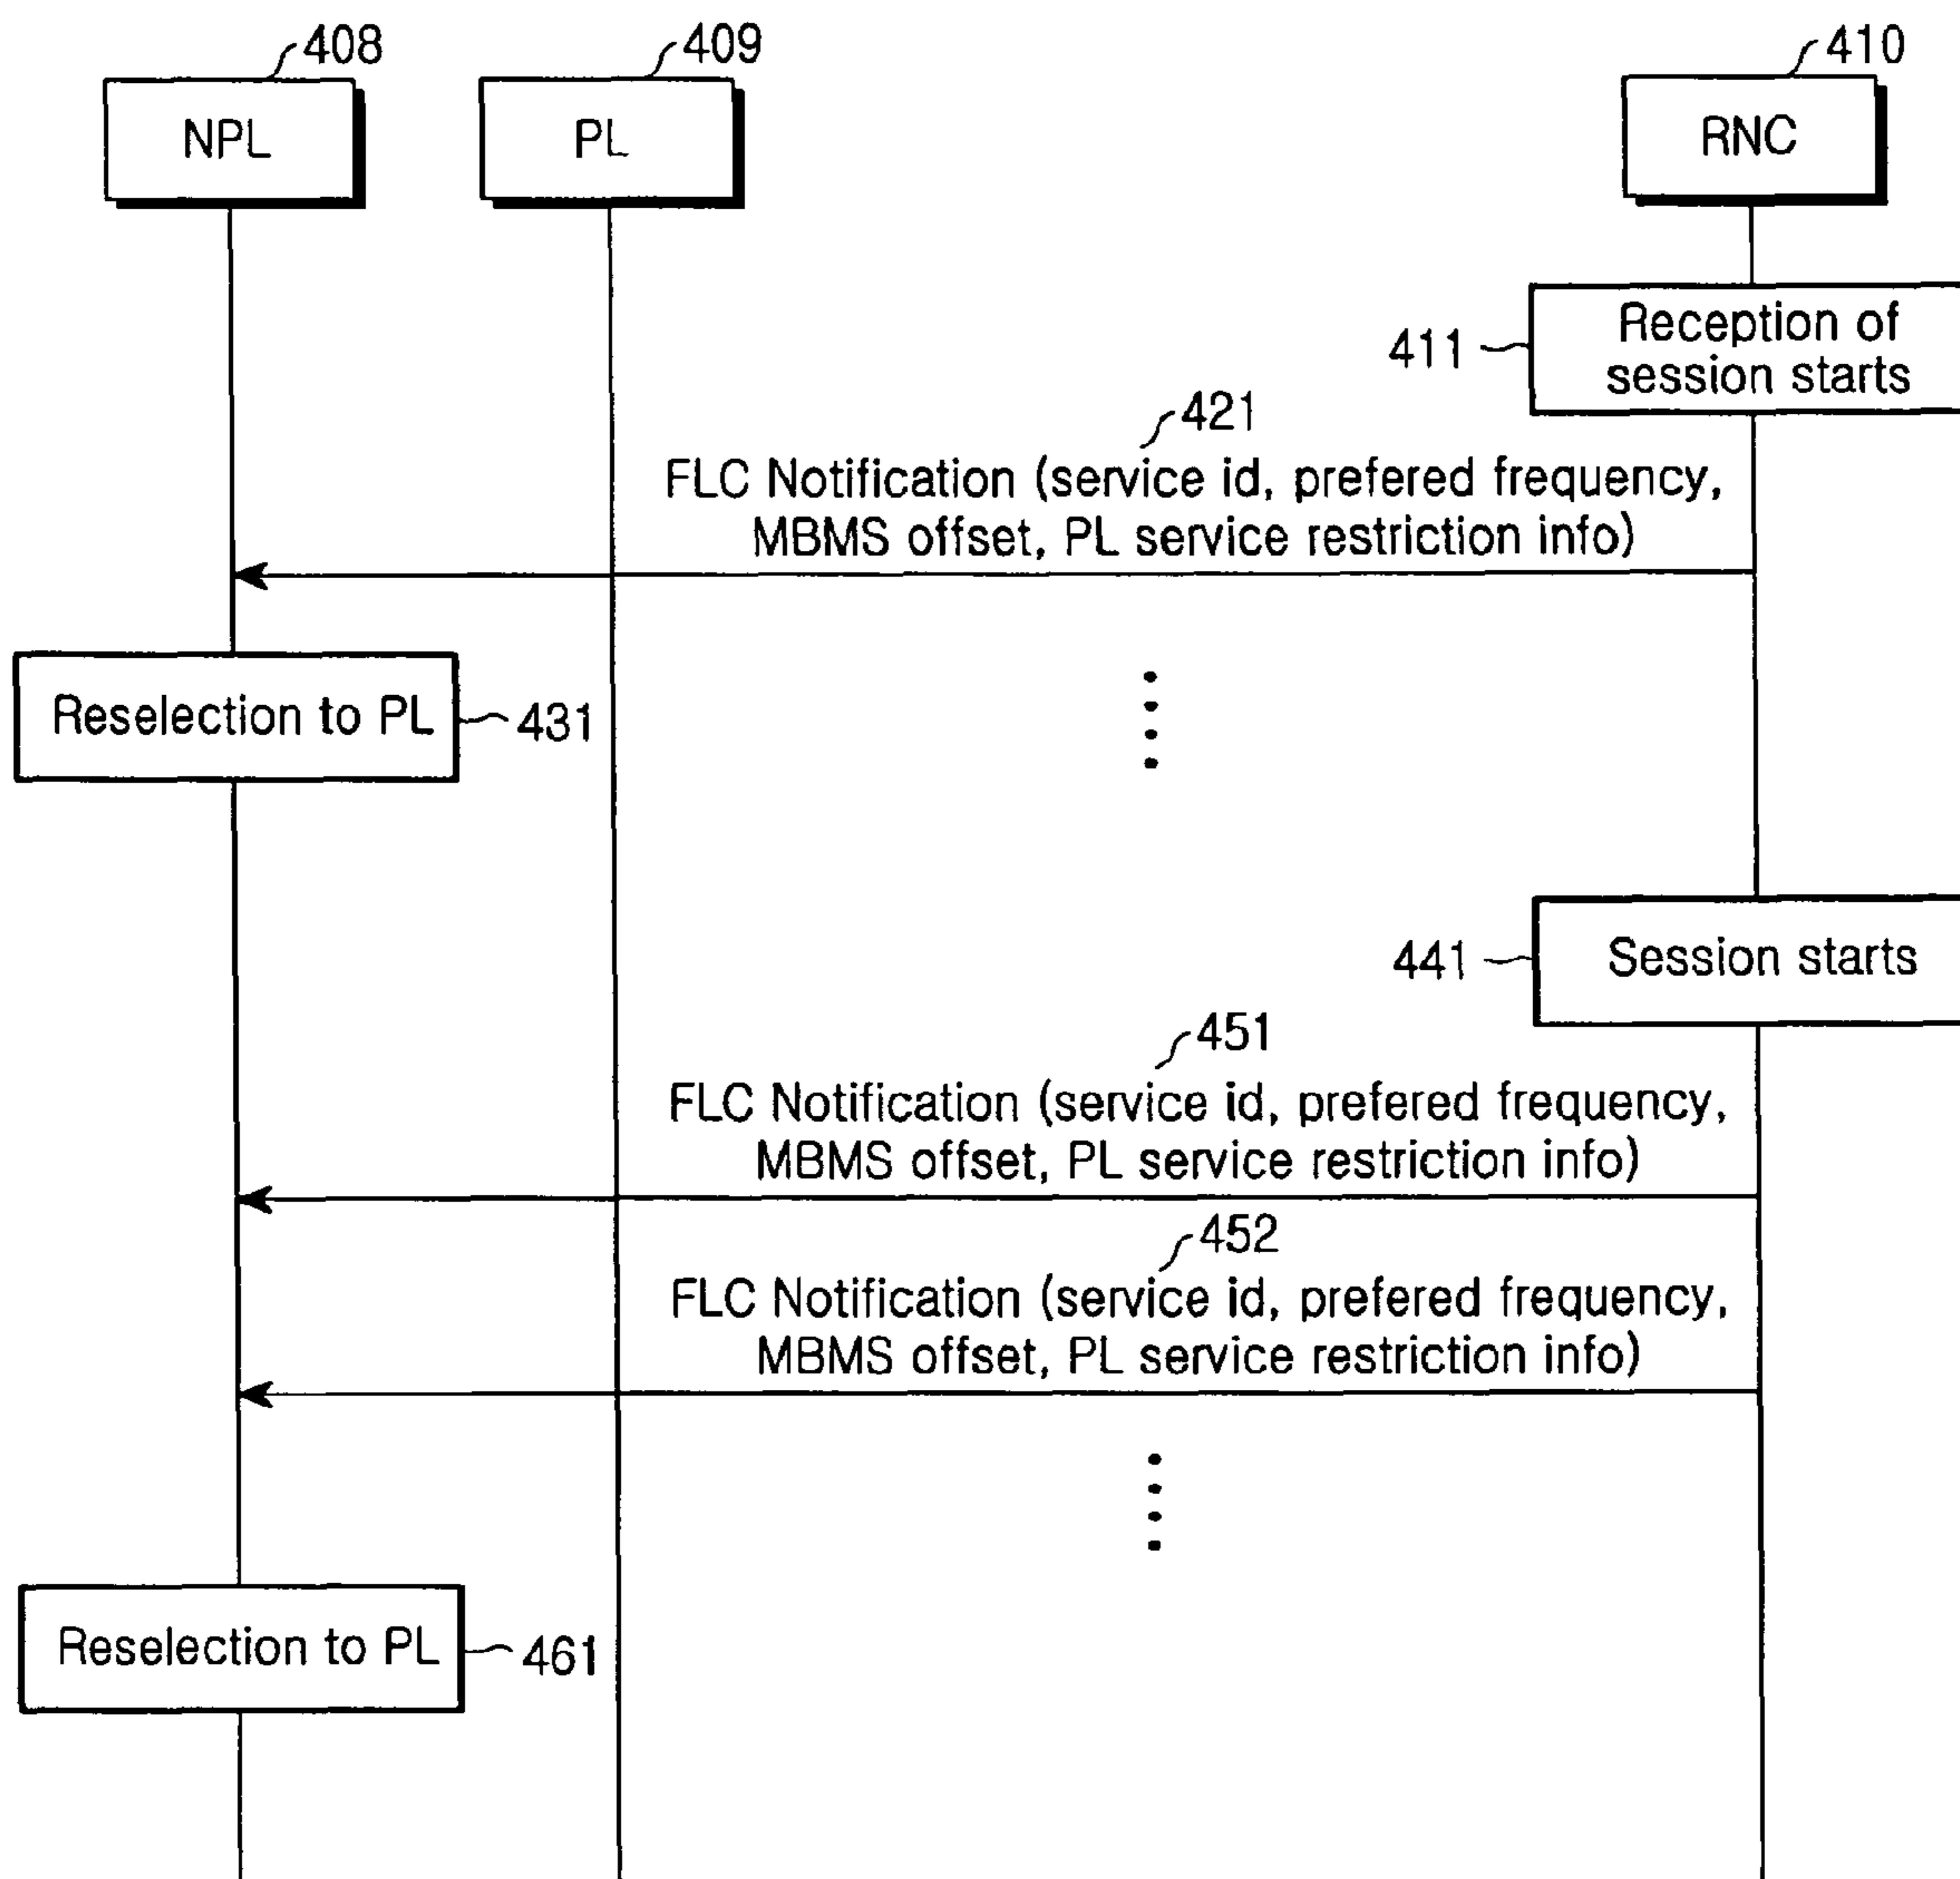 408
409
410
NPL
PL
RNC
Reception of
session starts
411
421
FLC Notification (service id, prefered frequency,
MBMS offset, PL service restriction info)
Reselection to PL
431
441
Session starts
451
FLC Notification (service id, prefered frequency,
MBMS offset, PL service restriction info)
452
FLC Notification (service id, prefered frequency,
MBMS offset, PL service restriction info)
Reselection to PL
461